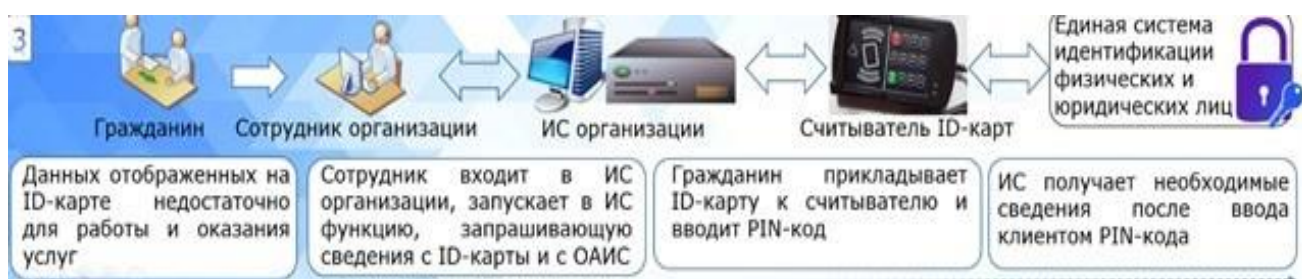 3
Единая система
идентификации
физических и
юридических лиц
Гражданин
Сотрудник организации
ИС организации
Считыватель ID-карт
Данных отображенных на
ID-карте недостаточно
для работы и оказания
услуг
Сотрудник входит в ИС
организации, запускает в ИС
функцию, запрашивающую
сведения с ID-карты и с ОАИС
Гражданин прикладывает
ID-карту к считывателю и
вводит PIN-код
ИС получает необходимые
сведения после ввода
клиентом PIN-кода